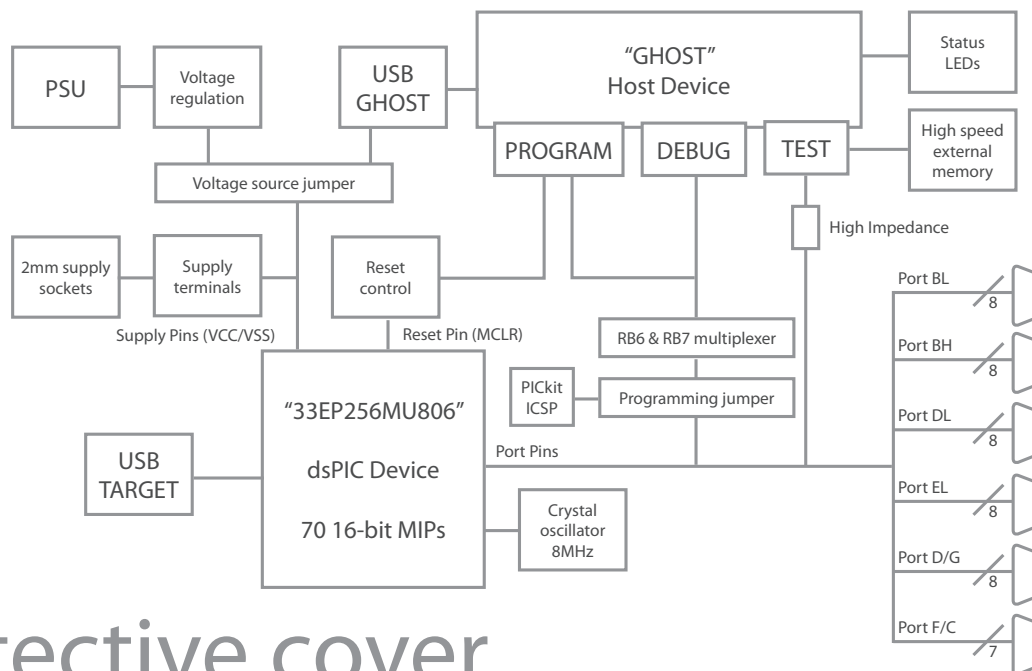 PSU
Voltage
regulation
USB
GHOST
“GHOST”
Host Device
Status
LEDs
PROGRAM
DEBUG
TEST
High speed
external
memory
Voltage source jumper
High Impedance
2mm supply
sockets
Supply
terminals
Reset
control
Supply Pins (VCC/VSS)
Reset Pin (MCLR)
RB6 & RB7 multiplexer
PICkit
ICSP
Programming jumper
“33EP256MU806”
dsPIC Device
70 16-bit MIPs
USB
TARGET
Port Pins
Crystal
oscillator
8MHz
Port BL
8
Port BH
8
Port DL
8
Port EL
8
Port D/G
8
Port F/C
7
cover